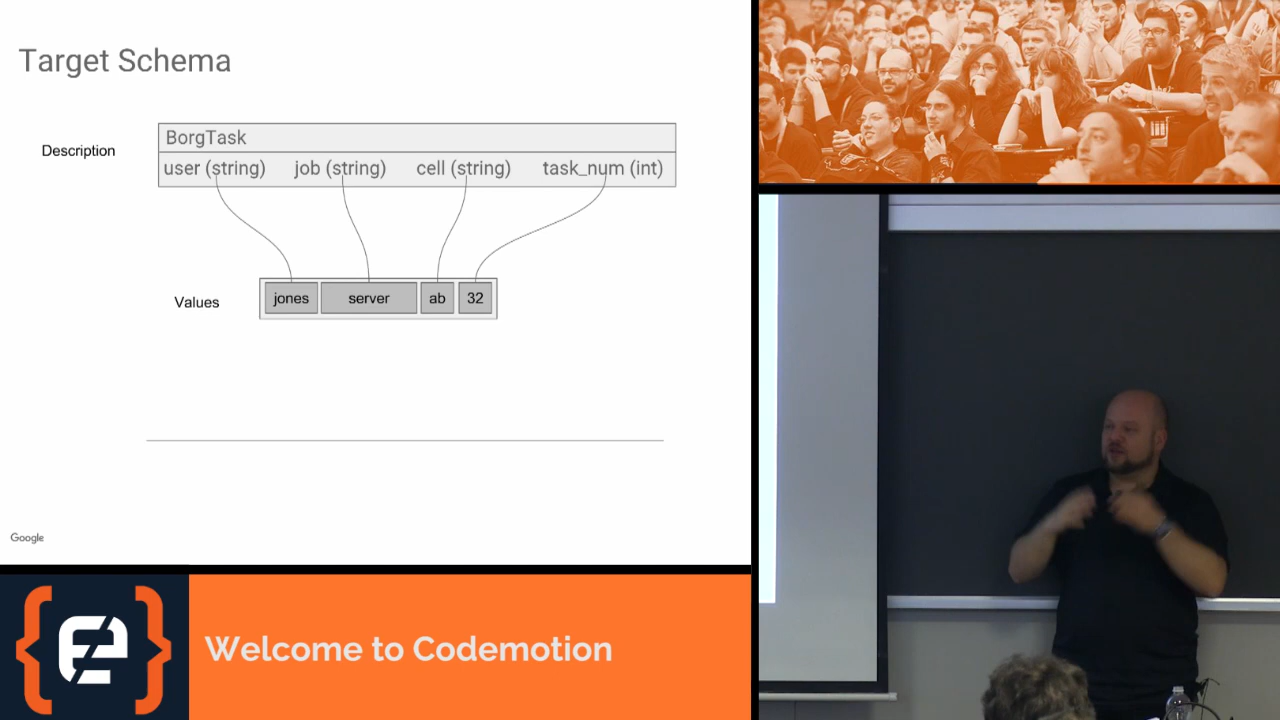 Target Schema
Description
BorgTask
user (string) job (string) cell (string) task_num (int)
Values
jones server ab 32
Google
Welcome to Codemotion